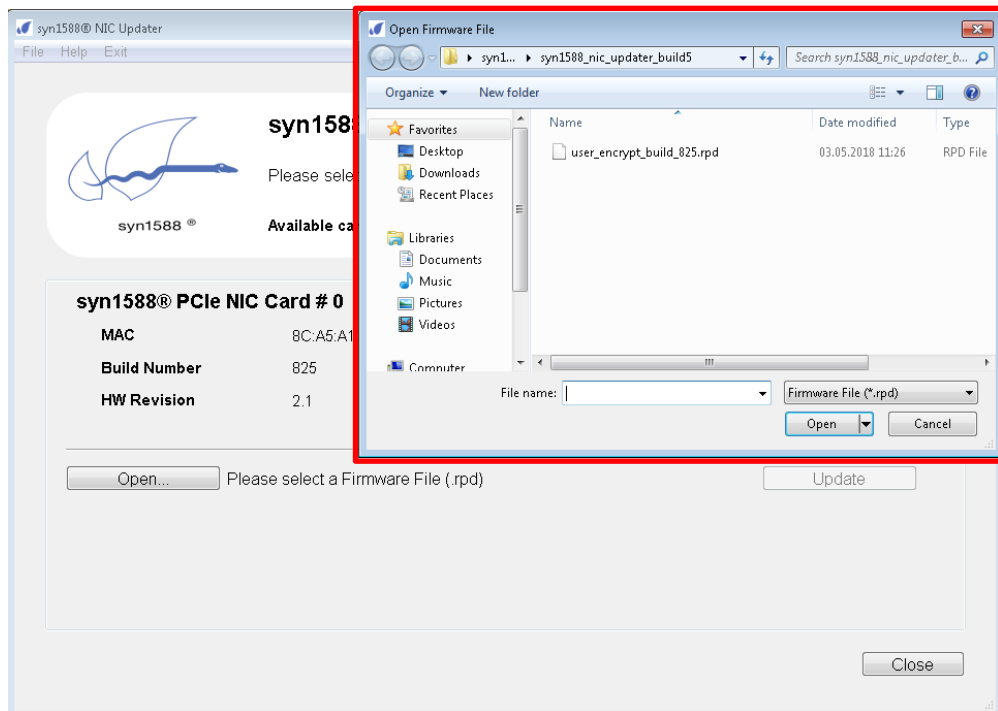 syn1588® NIC Updater
File Help Exit
syn158
Please sele
syn1588 ®
Available ca
syn1588® PCIe NIC Card # 0
MAC 8C:A5:A1
Build Number 825
HW Revision 2.1
Open... Please select a Firmware File (.rpd) Update
Close
Open Firmware File
syn1... syn1588_nic_updater_build5 Search syn1588_nic_updater_b...
Organize New folder
Favorites
Desktop
Downloads
Recent Places
Libraries
Documents
Music
Pictures
Videos
Computer
Name Date modified Type
user_encrypt_build_825.rpd 03.05.2018 11:26 RPD File
File name: Firmware File (*.rpd)
Open Cancel